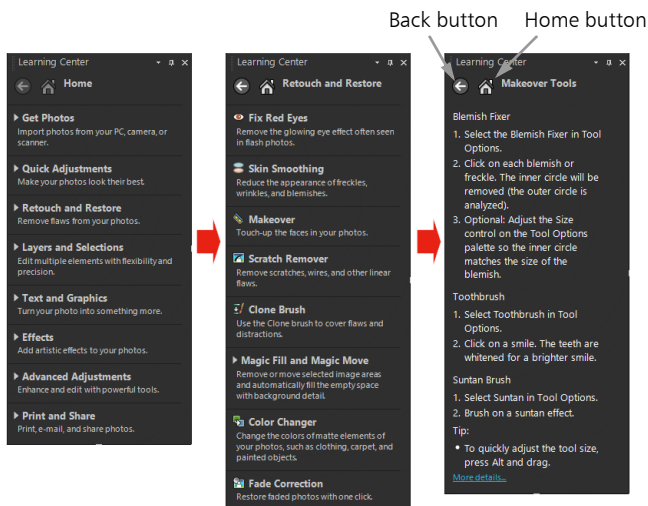 Back button Home button
Learning Center
Home
Get Photos
Import photos from your PC, camera, or
scanner.
Quick Adjustments
Make your photos look their best.
Retouch and Restore
Remove flaws from your photos.
Layers and Selections
Edit multiple elements with flexibility and
precision.
Text and Graphics
Turn your photo into something more.
Effects
Add artistic effects to your photos.
Advanced Adjustments
Enhance and edit with powerful tools.
Print and Share
Print, e-mail, and share photos.
Learning Center
Retouch and Restore
Fix Red Eyes
Remove the glowing eye effect often seen
in flash photos.
Skin Smoothing
Reduce the appearance of freckles,
wrinkles, and blemishes.
Makeover
Touch-up the faces in your photos.
Scratch Remover
Remove scratches, wires, and other linear
flaws.
Clone Brush
Use the Clone brush to cover flaws and
distractions.
Magic Fill and Magic Move
Remove or move selected image areas
and automatically fill the empty space
with background detail.
Color Changer
Change the colors of matte elements of
your photos, such as clothing, carpet, and
painted objects.
Fade Correction
Restore faded photos with one click.
Learning Center
Makeover Tools
Blemish Fixer
1. Select the Blemish Fixer in Tool
Options.
2. Click on each blemish or
freckle. The inner circle will be
removed (the outer circle is
analyzed).
3. Optional: Adjust the Size
control on the Tool Options
palette so the inner circle
matches the size of the
blemish.
Toothbrush
1. Select Toothbrush in Tool
Options.
2. Click on a smile. The teeth are
whitened for a brighter smile.
Suntan Brush
1. Select Suntan in Tool Options.
2. Brush on a suntan effect.
Tip:
• To quickly adjust the tool size,
press Alt and drag.
More details...